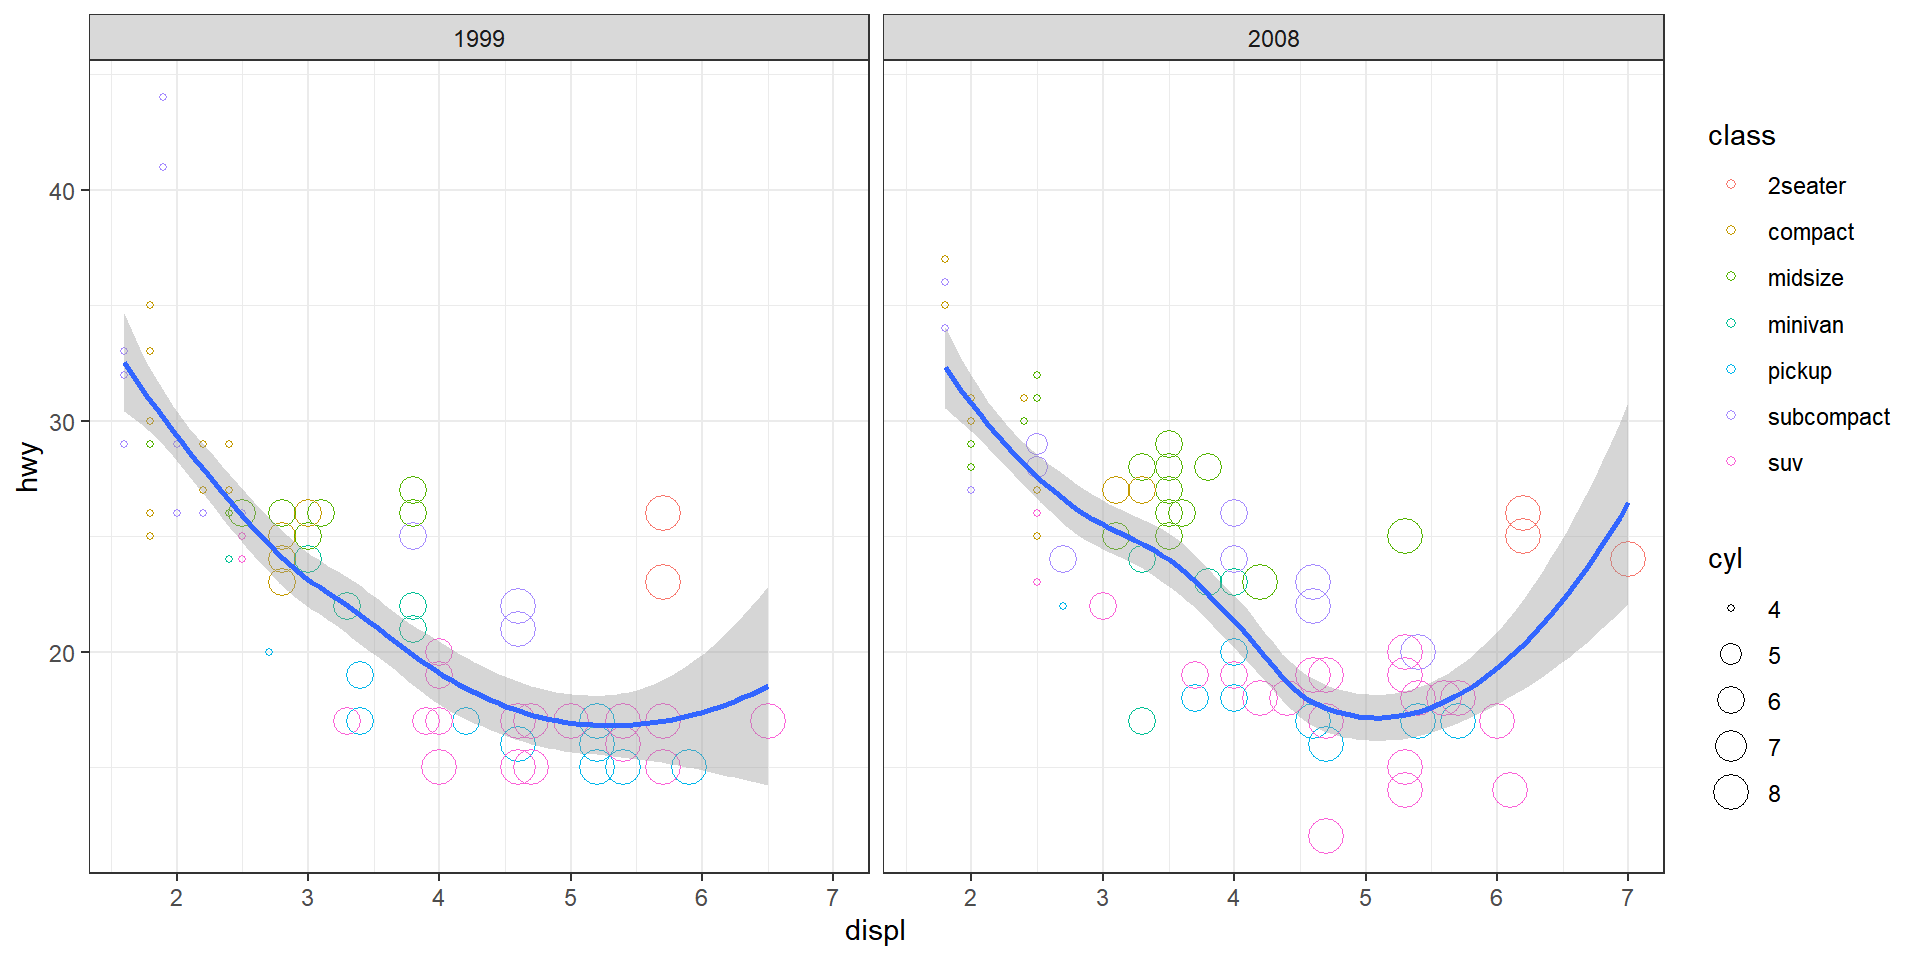 1999
2008
hwy
40
30
20
2 3 4 5 6 7
2 3 4 5 6 7
displ
class
2seater
compact
midsize
minivan
pickup
subcompact
suv
cyl
4
5
6
7
8